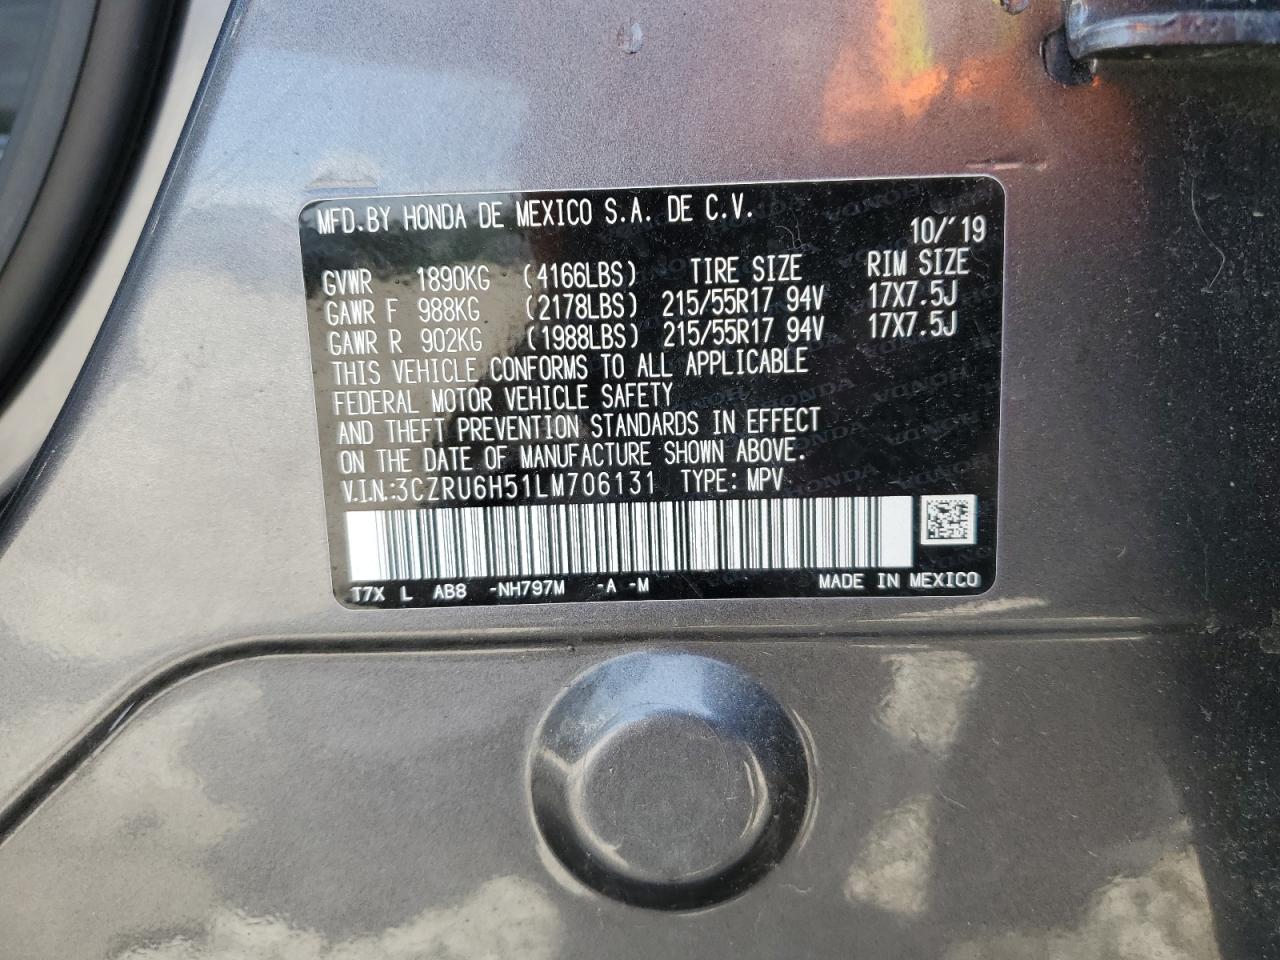 MFD.BY HONDA DE MEXICO S.A. DE C.V.
10/'19
GVWR 1890KG (4166LBS) TIRE SIZE RIM SIZE
GAWR F 988KG (2178LBS) 215/55R17 94V 17X7.5J
GAWR R 902KG (1988LBS) 215/55R17 94V 17X7.5J
THIS VEHICLE CONFORMS TO ALL APPLICABLE
FEDERAL MOTOR VEHICLE SAFETY
AND THEFT PREVENTION STANDARDS IN EFFECT
ON THE DATE OF MANUFACTURE SHOWN ABOVE.
V.I.N.:3CZRU6H51LM706131 TYPE: MPV
T7X L AB8 -NH797M -A -M MADE IN MEXICO